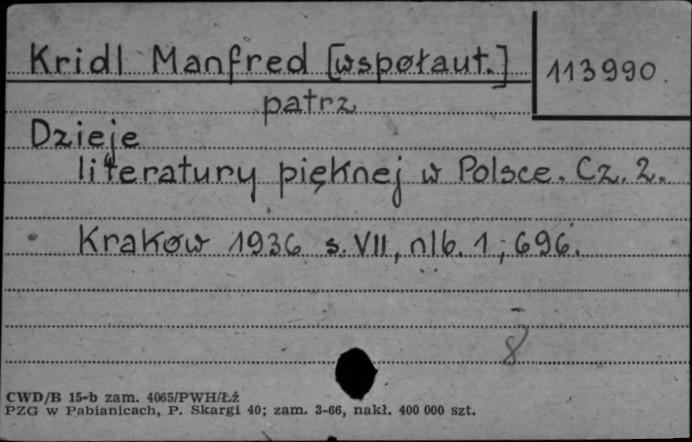 Kridl Manfred [współaut.]
113990.
patrz
Dzieje
literatury pięknej w Polsce. Cz. 2.
Kraków 1936 s. VII, nlb. 1, 696.
8
CWD/B 15-b zam. 4065/PWH/Łź
PZG w Pabianicach, P. Skargi 40; zam. 3-66, nakł. 400 000 szt.